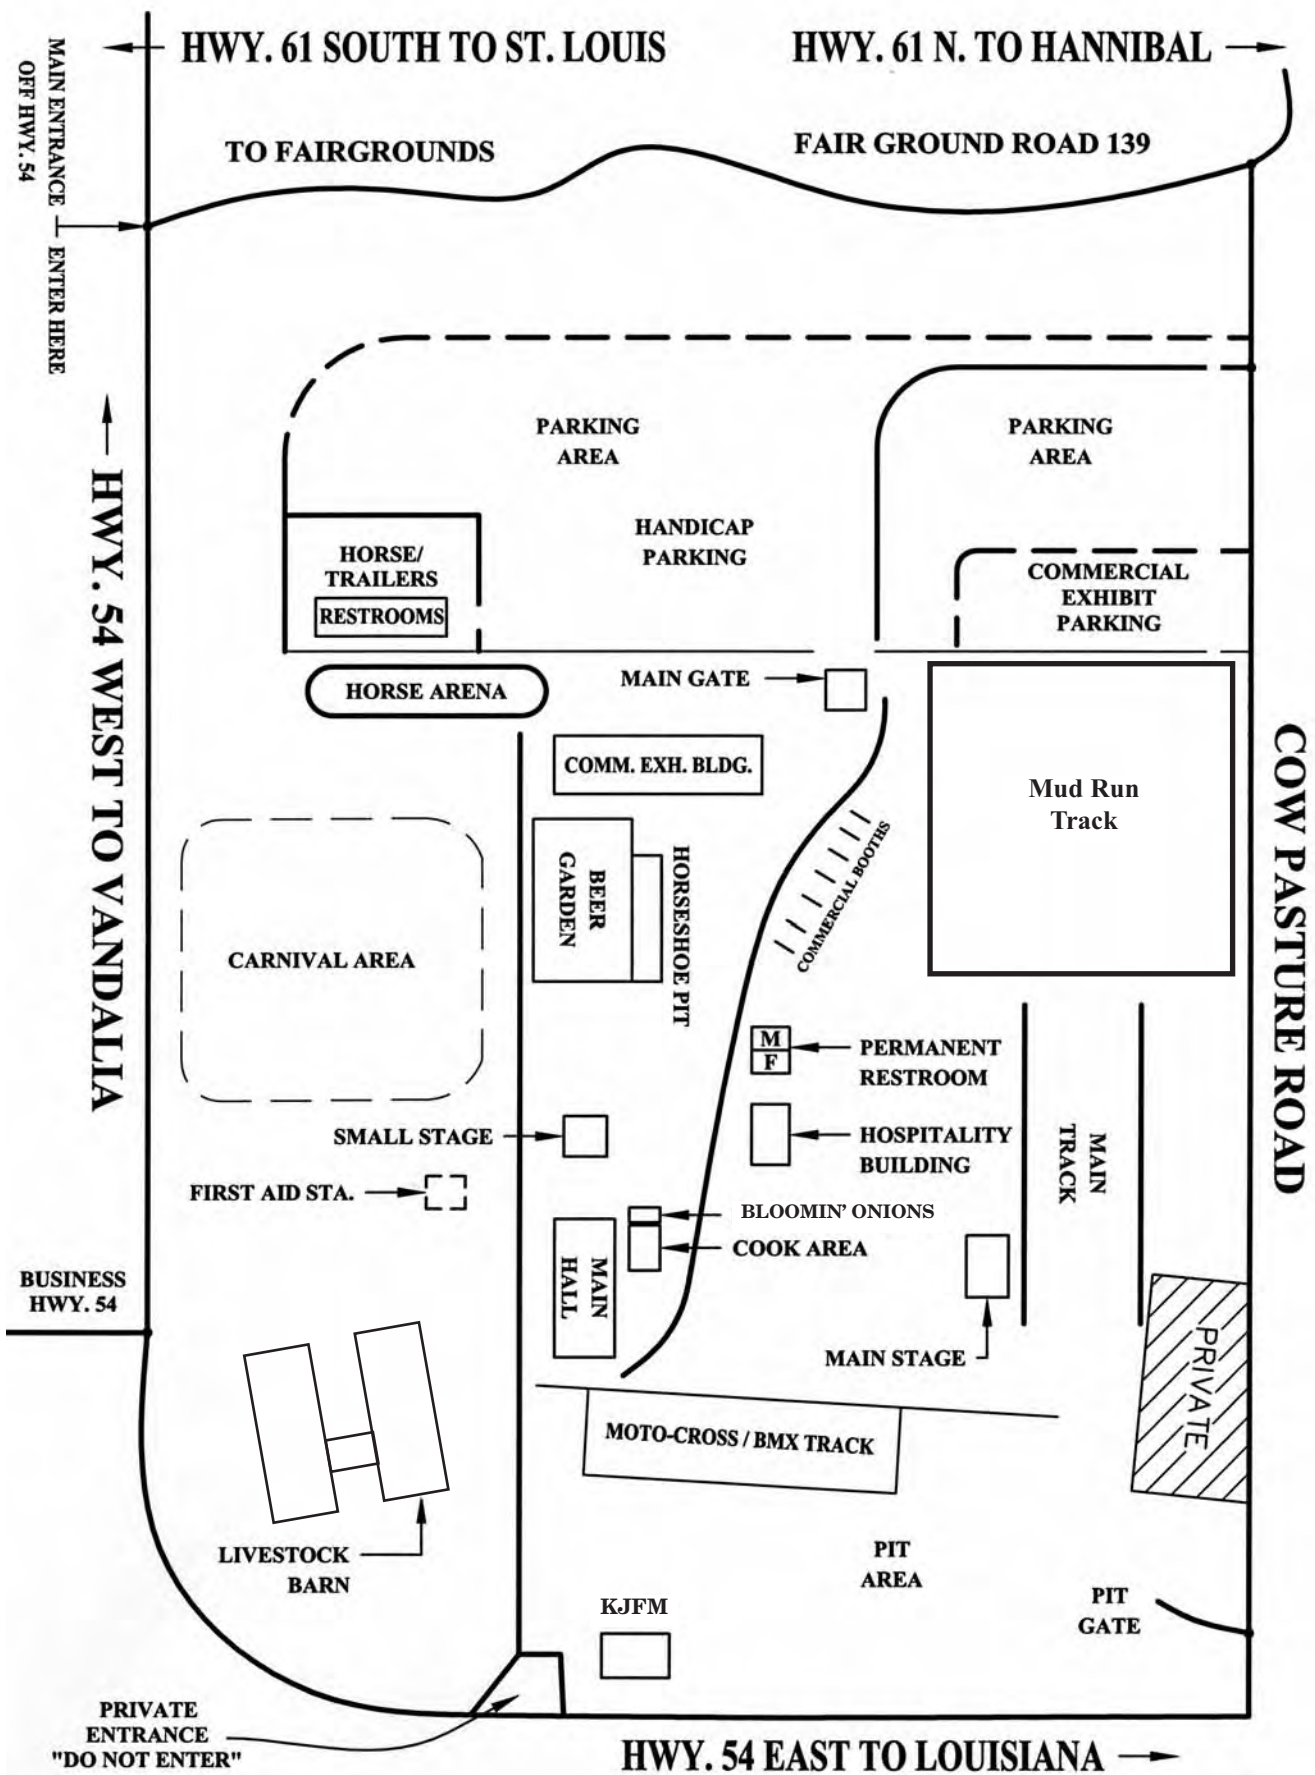 HWY. 61 SOUTH TO ST. LOUIS
HWY. 61 N. TO HANNIBAL
MAIN ENTRANCE
OFF HWY. 54
ENTER HERE
TO FAIRGROUNDS
FAIR GROUND ROAD 139
HWY. 54 WEST TO VANDALIA
PARKING
AREA
PARKING
AREA
HANDICAP
PARKING
HORSE/
TRAILERS
RESTROOMS
COMMERCIAL
EXHIBIT
PARKING
HORSE ARENA
MAIN GATE
COMM. EXH. BLDG.
Mud Run
Track
COW PASTURE ROAD
BEER
GARDEN
HORSESHOE PIT
COMMERCIAL BOOTHS
CARNIVAL AREA
M
F
PERMANENT
RESTROOM
SMALL STAGE
HOSPITALITY
BUILDING
MAIN
TRACK
FIRST AID STA.
BLOOMIN' ONIONS
COOK AREA
MAIN
HALL
BUSINESS
HWY. 54
MAIN STAGE
PRIVATE
MOTO-CROSS / BMX TRACK
LIVESTOCK
BARN
PIT
AREA
KJFM
PIT
GATE
PRIVATE
ENTRANCE
"DO NOT ENTER"
HWY. 54 EAST TO LOUISIANA